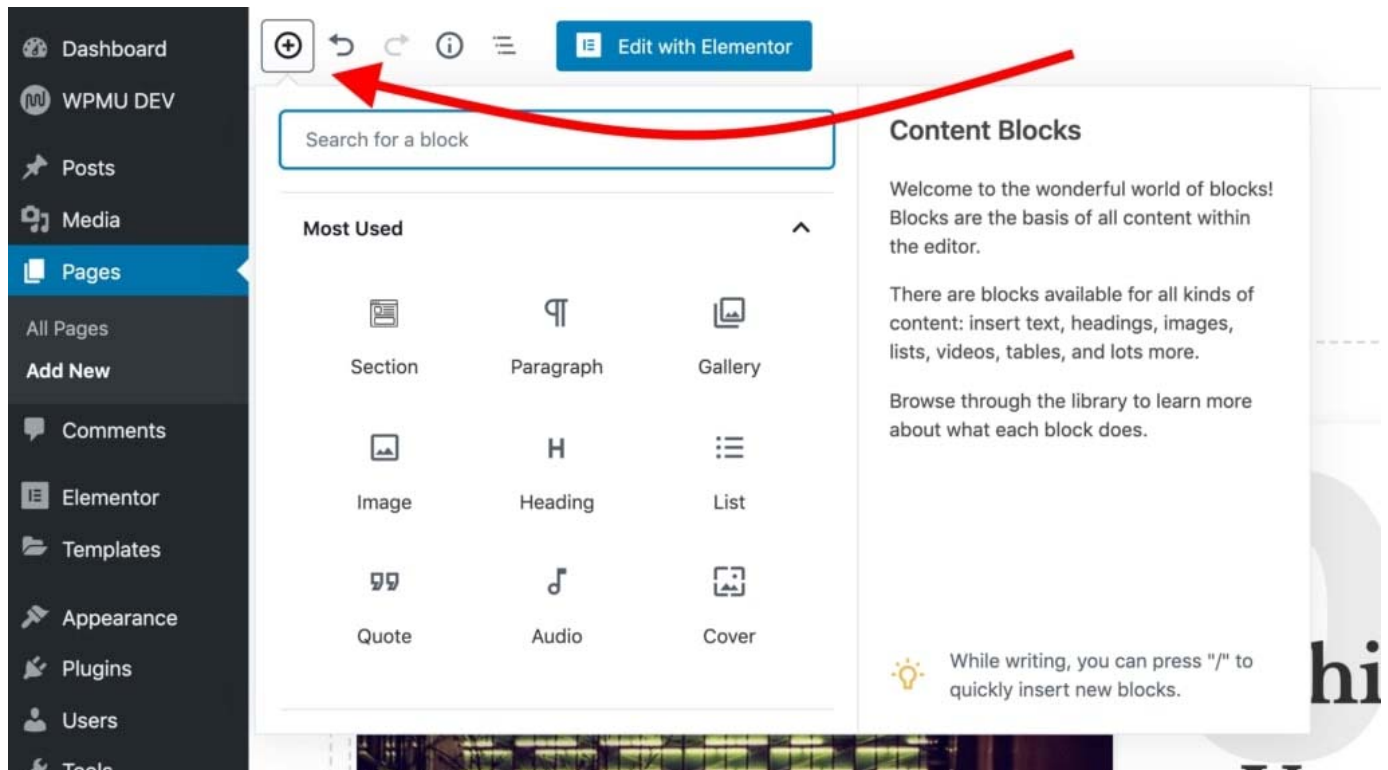 Dashboard
WPMU DEV
Posts
Media
Pages
All Pages
Add New
Comments
Elementor
Templates
Appearance
Plugins
Users
Tools
Edit with Elementor
Search for a block
Most Used
Section
Paragraph
Gallery
Image
Heading
List
Quote
Audio
Cover
Content Blocks
Welcome to the wonderful world of blocks!
Blocks are the basis of all content within
the editor.
There are blocks available for all kinds of
content: insert text, headings, images,
lists, videos, tables, and lots more.
Browse through the library to learn more
about what each block does.
While writing, you can press "/" to
quickly insert new blocks.
hi